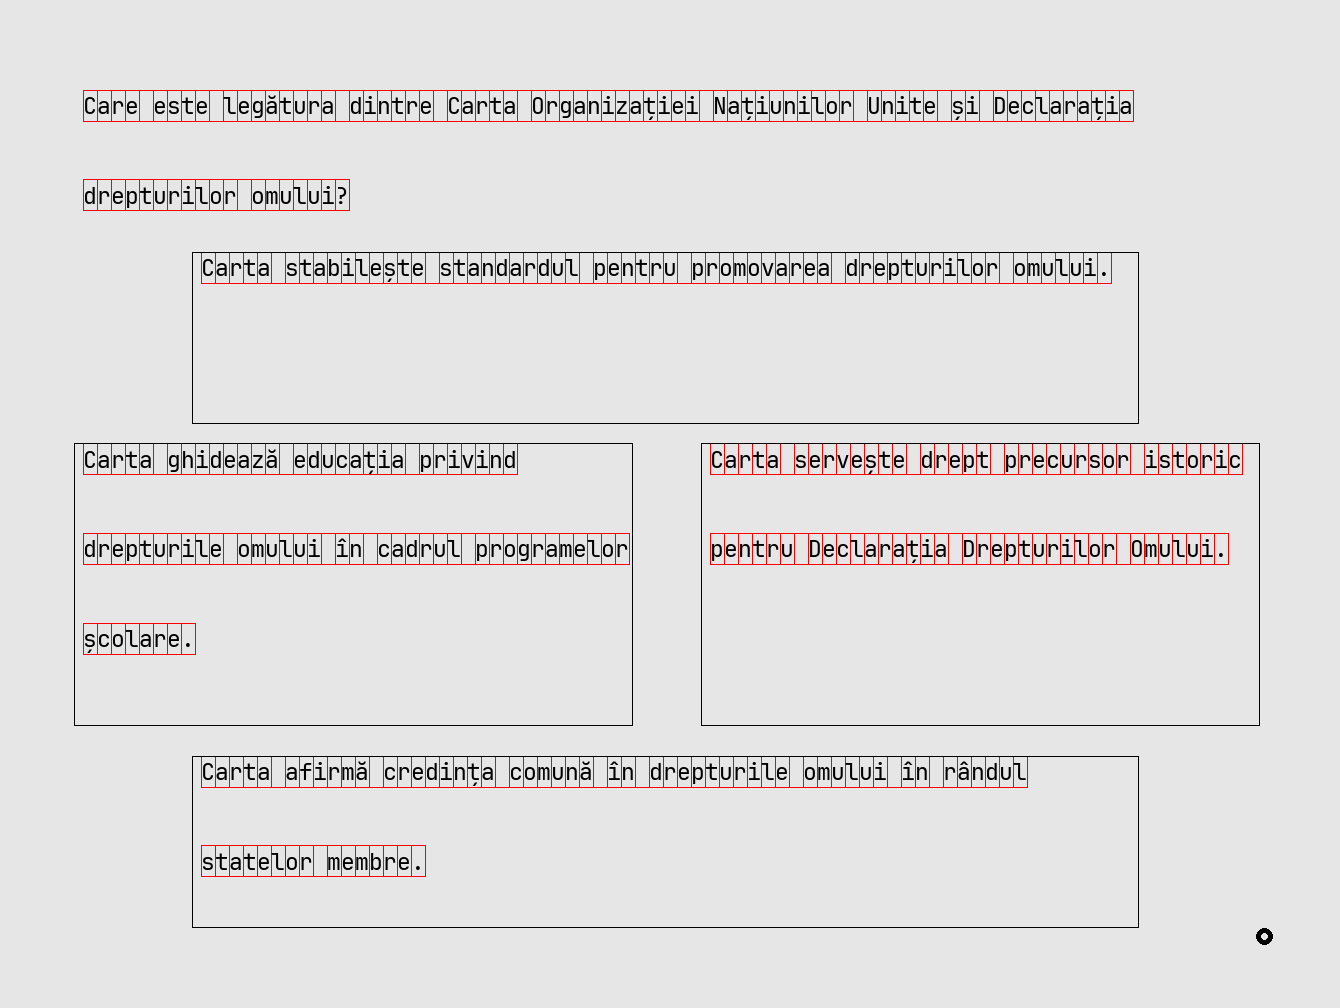 Care este legătura dintre Carta Organizației Națiunilor Unite și Declarația
drepturilor omului?
Carta stabilește standardul pentru promovarea drepturilor omului.
Carta ghidează educația privind
drepturile omului în cadrul programelor
școlare.
Carta servește drept precursor istoric
pentru Declarația Drepturilor Omului.
Carta afirmă credința comună în drepturile omului în rândul
statelor membre.